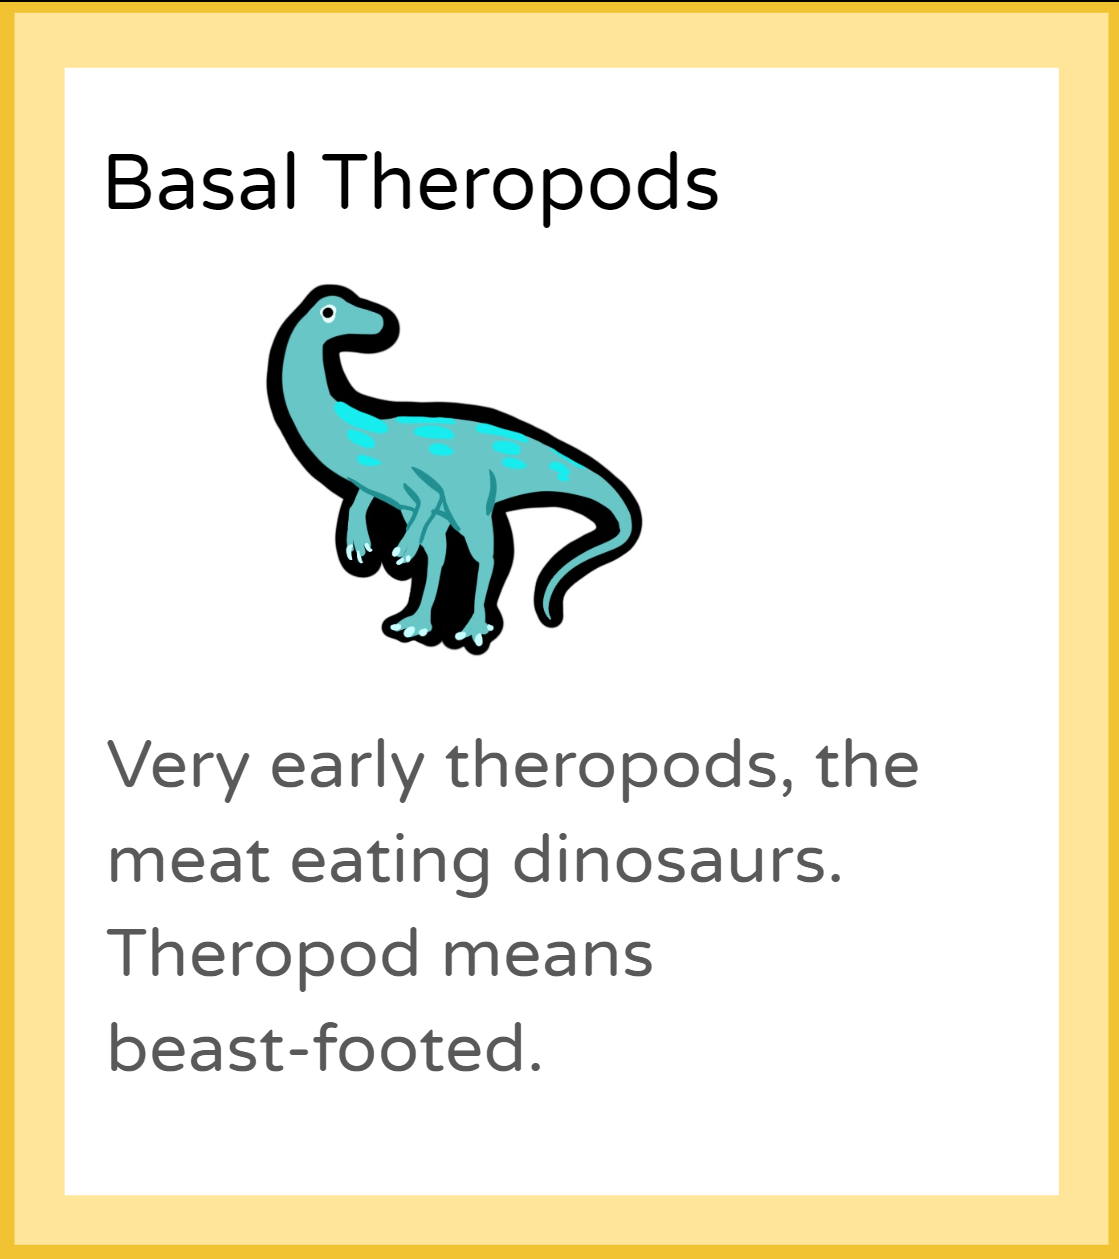 Basal Theropods
Very early theropods, the
meat eating dinosaurs.
Theropod means
beast-footed.